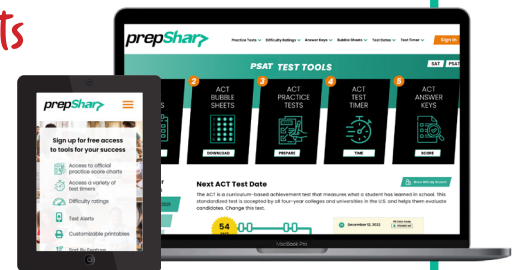 ts
prepSharp
Practice Tests
Difficulty Ratings
Answer Keys
Bubble Sheets
Test Dates
Test Timer
Sign In
PSAT TEST TOOLS
SAT
PSAT
S
2
ACT
BUBBLE
SHEETS
DOWNLOAD
3
ACT
PRACTICE
TESTS
PREPARE
ACT
TEST
TIMER
TIME
5
ACT
ANSWER
KEYS
SCORE
Next ACT Test Date
The ACT is a curriculum-based achievement test that measures what a student has learned in school. This
standardized test is accepted by all four-year colleges and universities in the U.S. and helps them evaluate
candidates. Change this text.
54
December 12, 2022
MacBook Pro
prepSharp
Sign up for free access
to tools for your success
Access to official
practice score charts
Access a variety of
test timers
Difficulty ratings
Test Alerts
Customizable printables
Sort By Feature